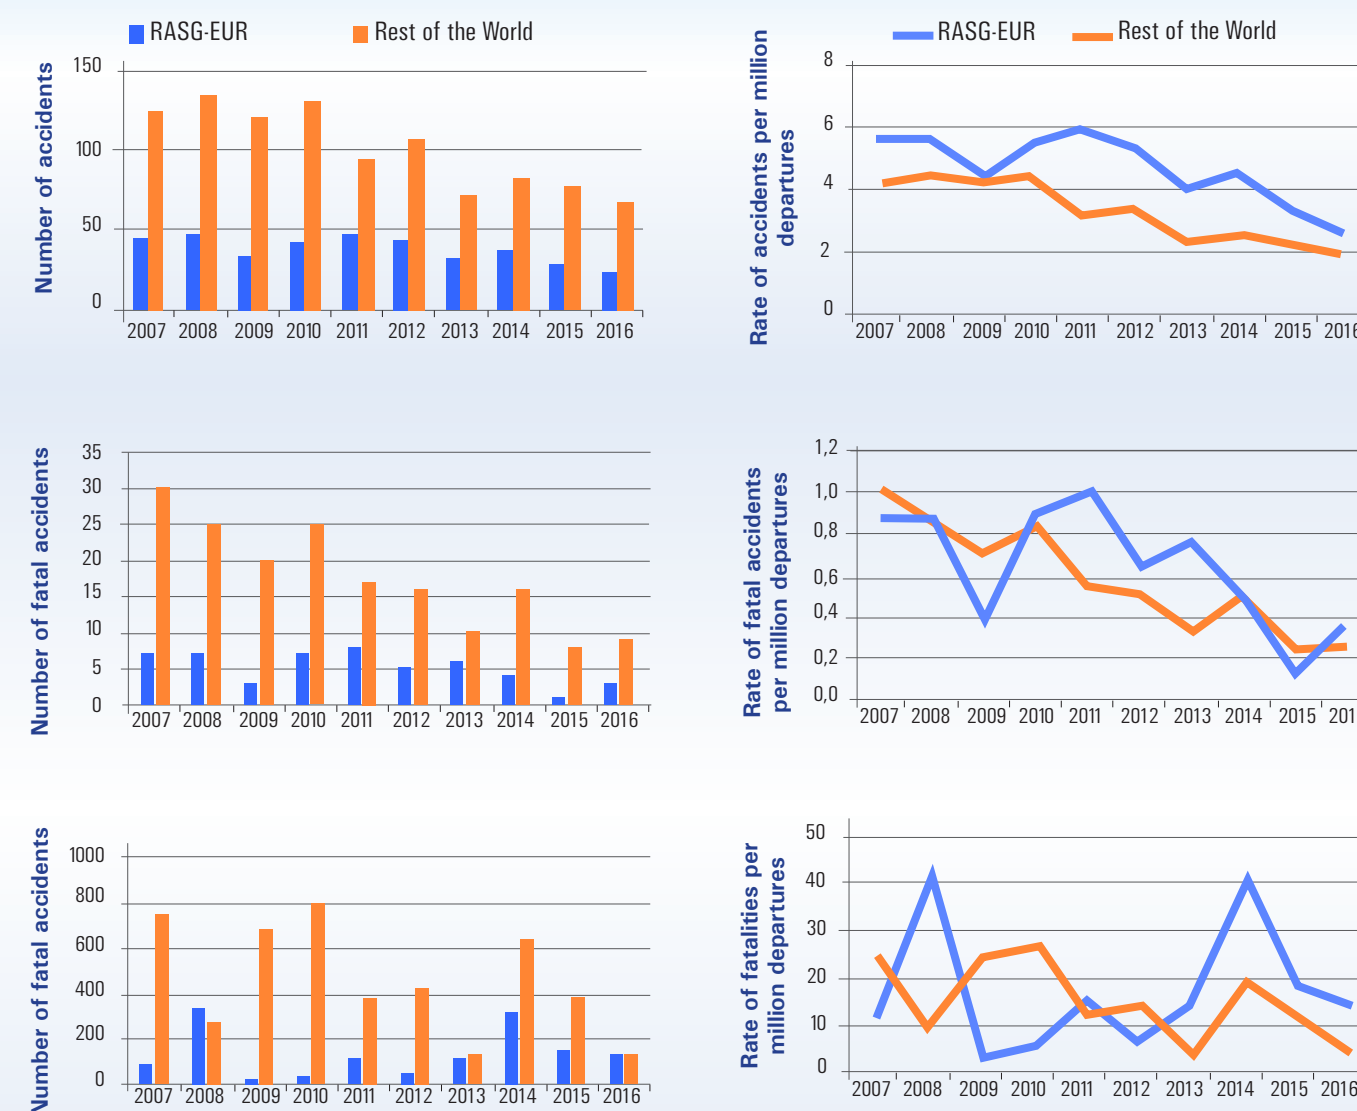 RASG-EUR Rest of the World
Number of accidents
150
100
50
0
2007 2008 2009 2010 2011 2012 2013 2014 2015 2016
RASG-EUR Rest of the World
Rate of accidents per million
departures
8
6
4
2
0
2007 2008 2009 2010 2011 2012 2013 2014 2015 2016
Number of fatal accidents
35
30
25
20
15
10
5
0
2007 2008 2009 2010 2011 2012 2013 2014 2015 2016
Rate of fatal accidents
per million departures
1,2
1,0
0,8
0,6
0,4
0,2
0,0
2007 2008 2009 2010 2011 2012 2013 2014 2015 201
Number of fatal accidents
1000
800
600
400
200
0
2007 2008 2009 2010 2011 2012 2013 2014 2015 2016
Rate of fatalities per
million departures
50
40
30
20
10
0
2007 2008 2009 2010 2011 2012 2013 2014 2015 2016